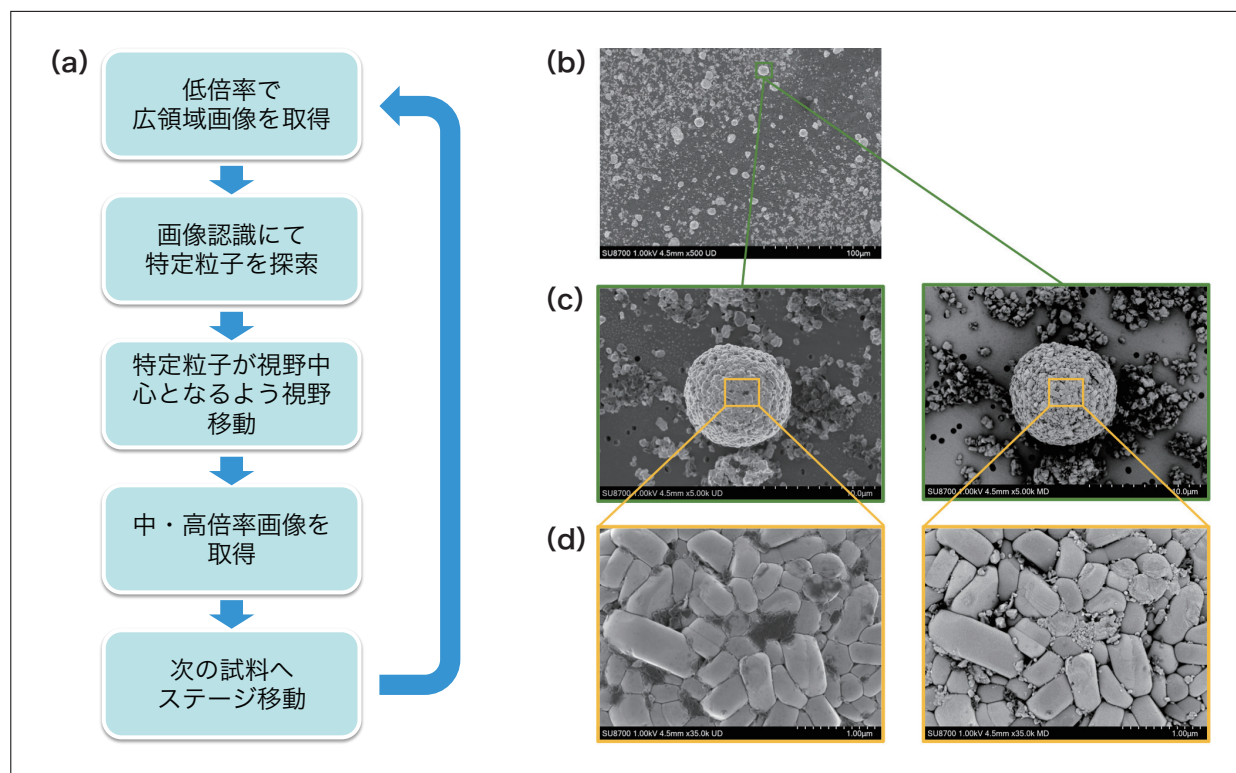 (a)
低倍率で
広領域画像を取得
画像認識にて
特定粒子を探索
特定粒子が視野中
心となるよう視野
移動
中・高倍率画像を
取得
次の試料へ
ステージ移動
(b)
SU8700 1.00kV 4.5mm x500 UD 100µm
(c)
SU8700 1.00kV 4.5mm x5.00k UD 10.0µm
SU8700 1.00kV 4.5mm x5.00k MD 10.0µm
(d)
SU8700 1.00kV 4.5mm x35.0k UD 1.00µm
SU8700 1.00kV 4.5mm x35.0k MD 1.00µm